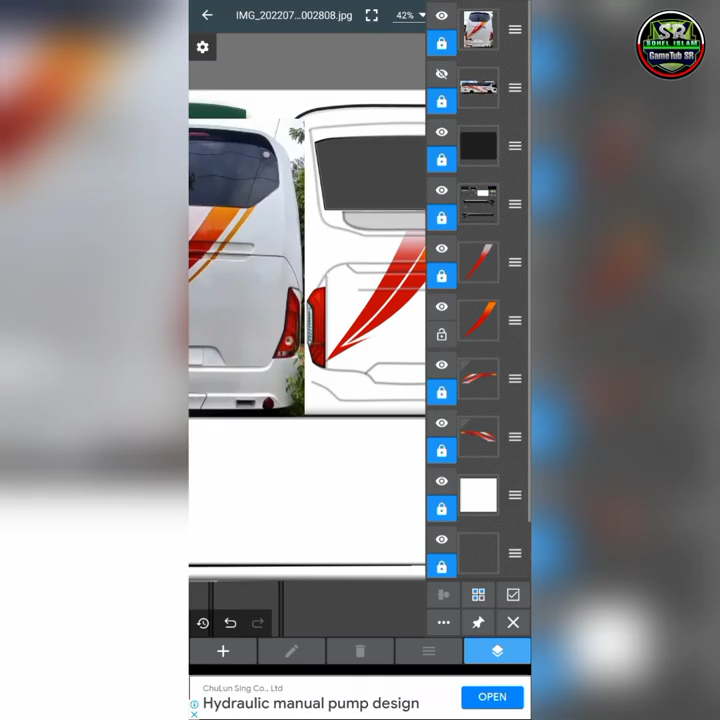 IMG_202207...002808.jpg
42%
SR
SOHEL ISLAM
GameTub SR
ChuLun Sing Co., Ltd
Hydraulic manual pump design
OPEN